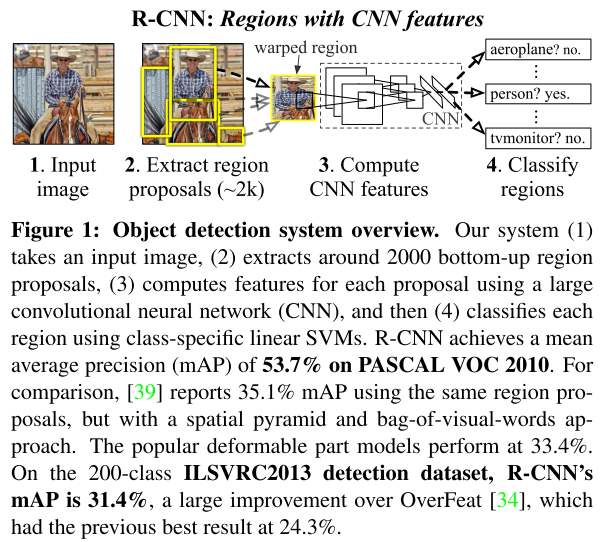 R-CNN: Regions with CNN features
warped region
aeroplane? no.
⋮
person? yes.
⋮
tvmonitor? no.
CNN
1. Input
image
2. Extract region
proposals (~2k)
3. Compute
CNN features
4. Classify
regions
Figure 1: Object detection system overview. Our system (1)
takes an input image, (2) extracts around 2000 bottom-up region
proposals, (3) computes features for each proposal using a large
convolutional neural network (CNN), and then (4) classifies each
region using class-specific linear SVMs. R-CNN achieves a mean
average precision (mAP) of 53.7% on PASCAL VOC 2010. For
comparison, [39] reports 35.1% mAP using the same region pro-
posals, but with a spatial pyramid and bag-of-visual-words ap-
proach. The popular deformable part models perform at 33.4%.
On the 200-class ILSVRC2013 detection dataset, R-CNN's
mAP is 31.4%, a large improvement over OverFeat [34], which
had the previous best result at 24.3%.